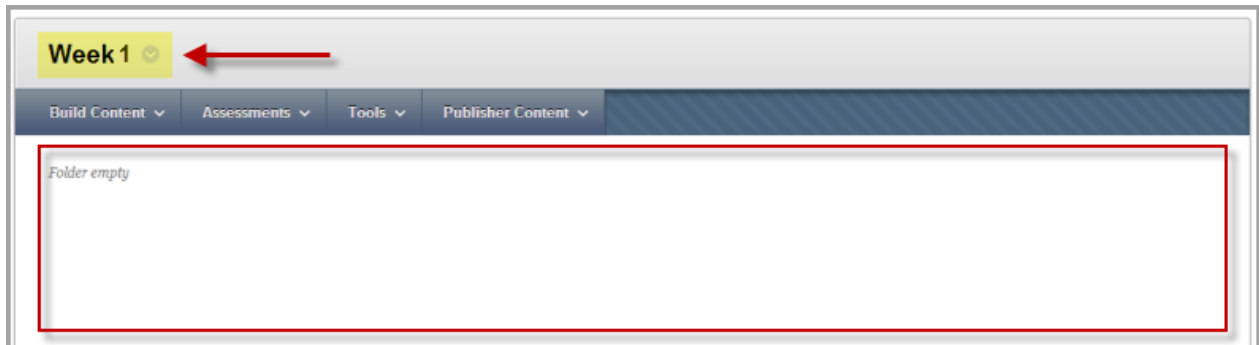 Week 1
Build Content Assessments Tools Publisher Content
Folder empty